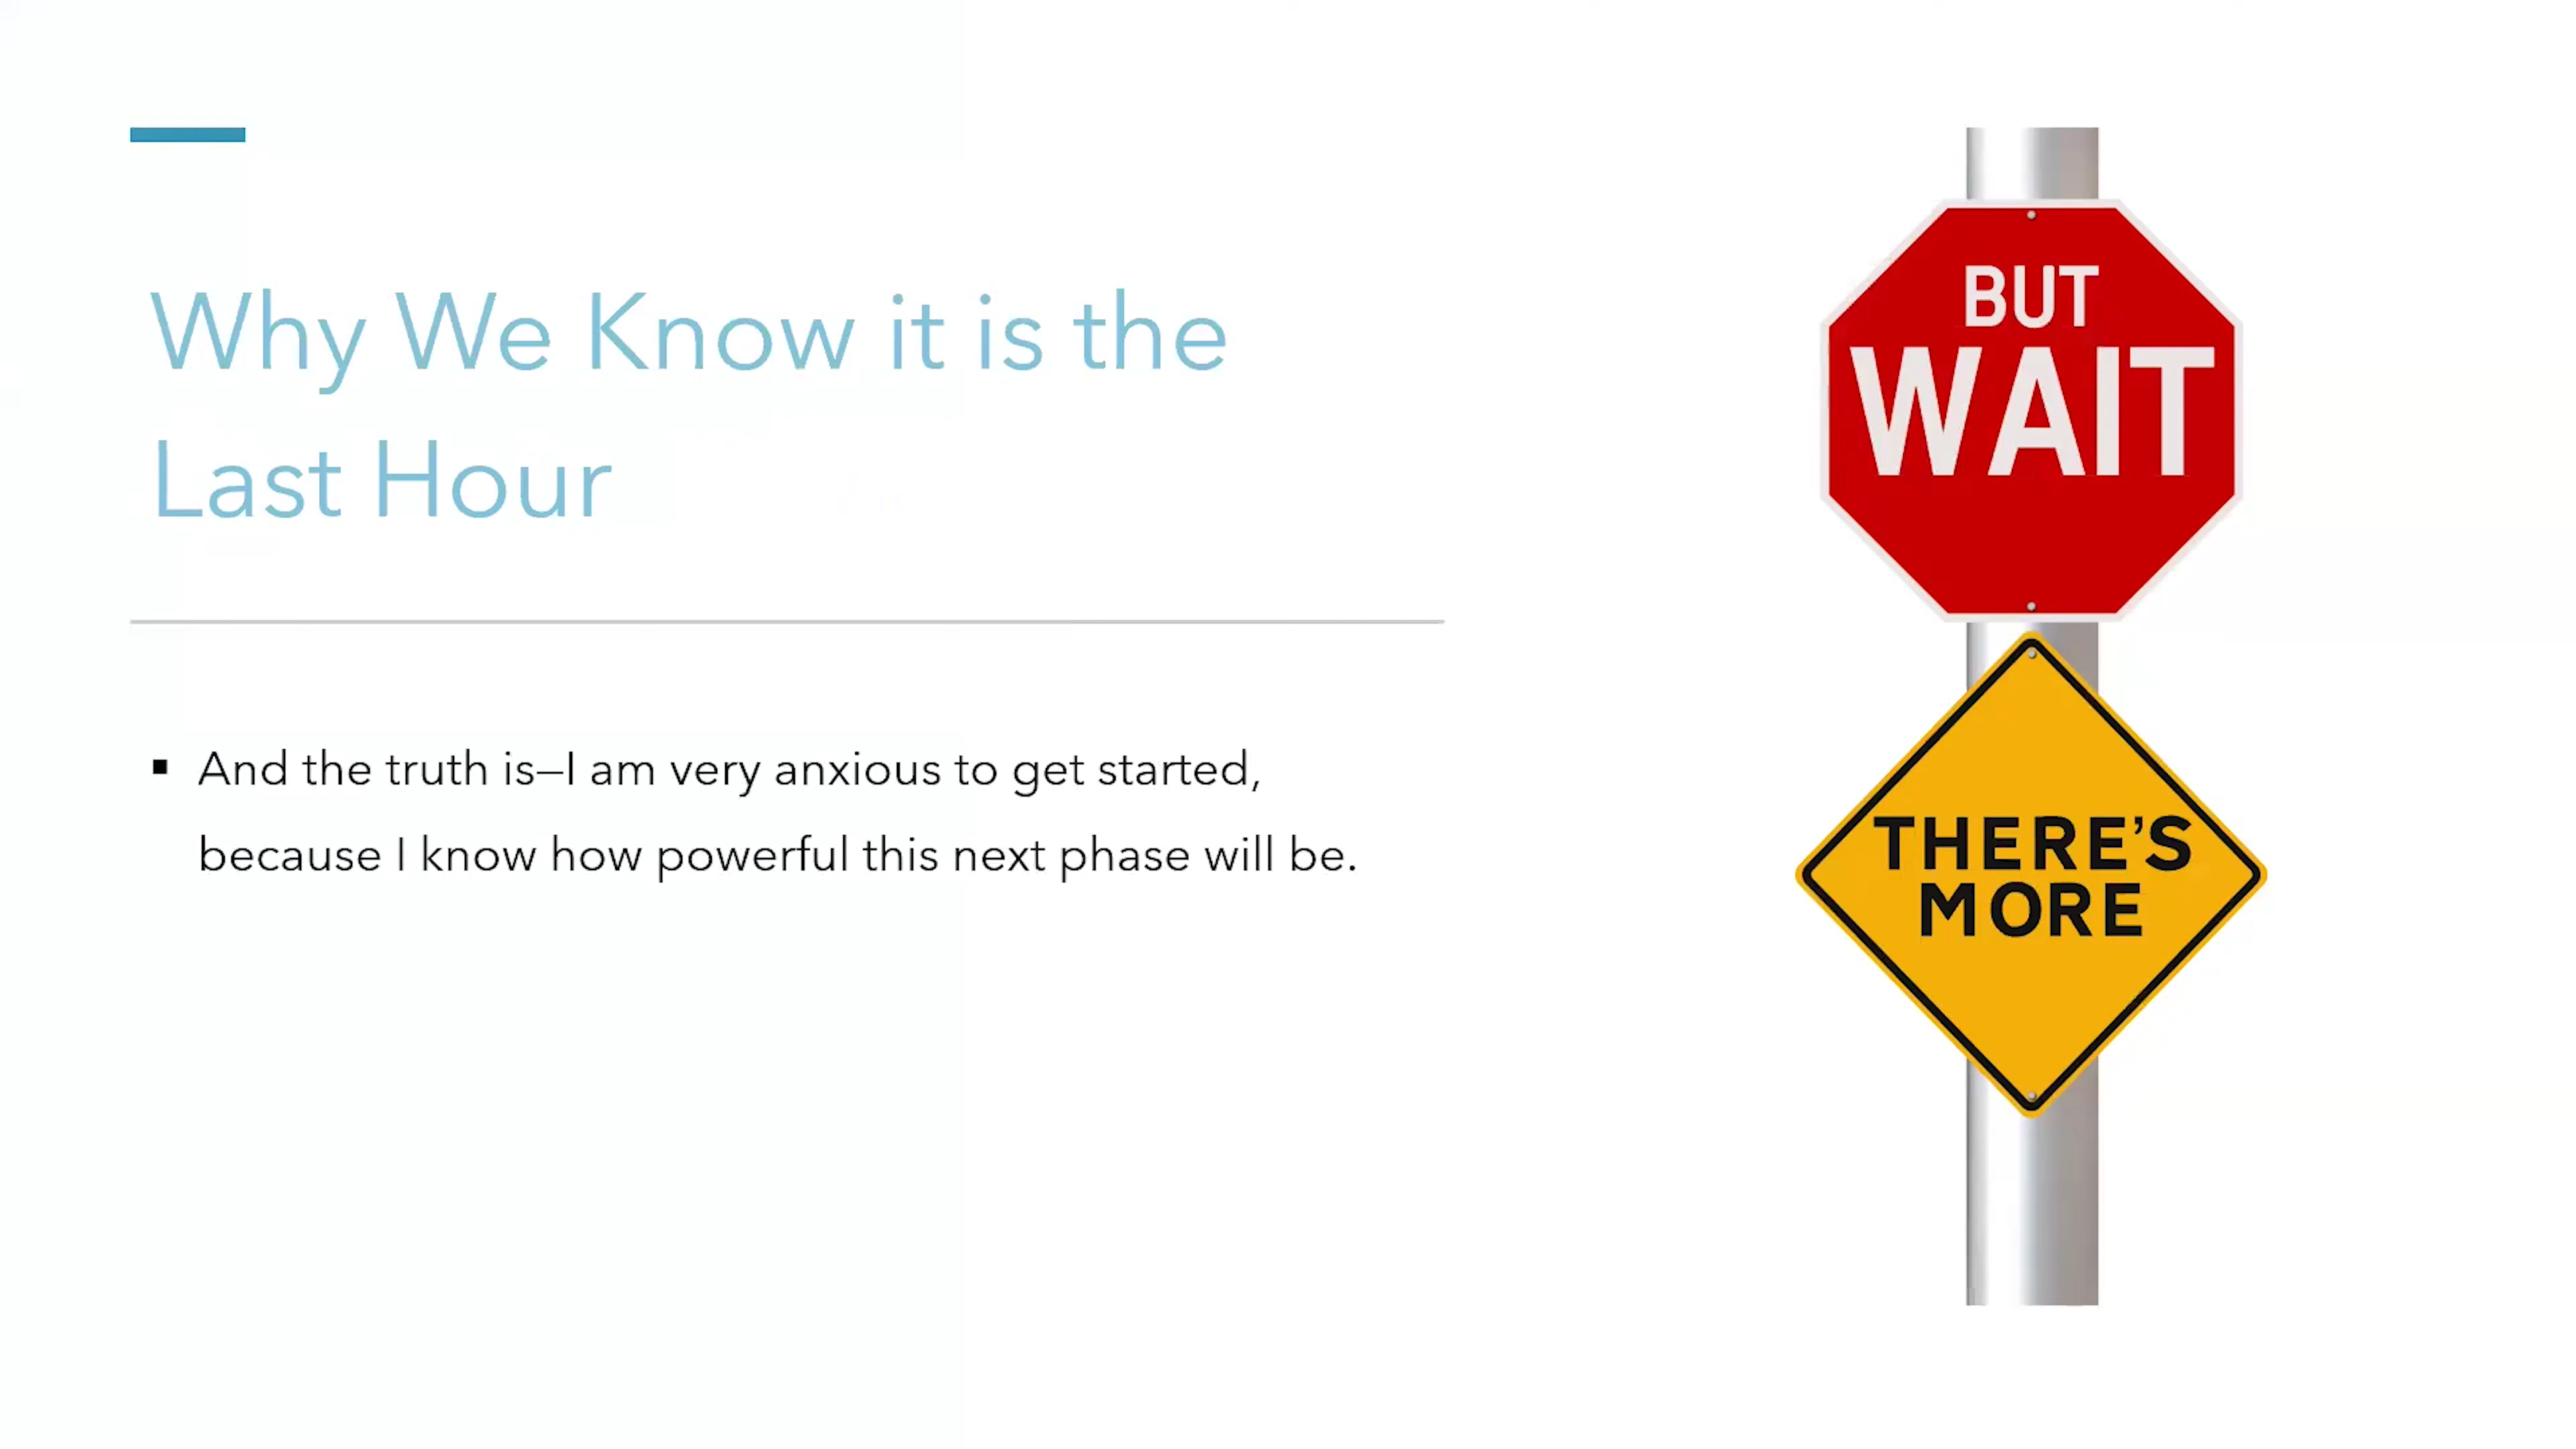 Why We Know it is the
Last Hour
▪ And the truth is—I am very anxious to get started,
because I know how powerful this next phase will be.
BUT
WAIT
THERE'S
MORE